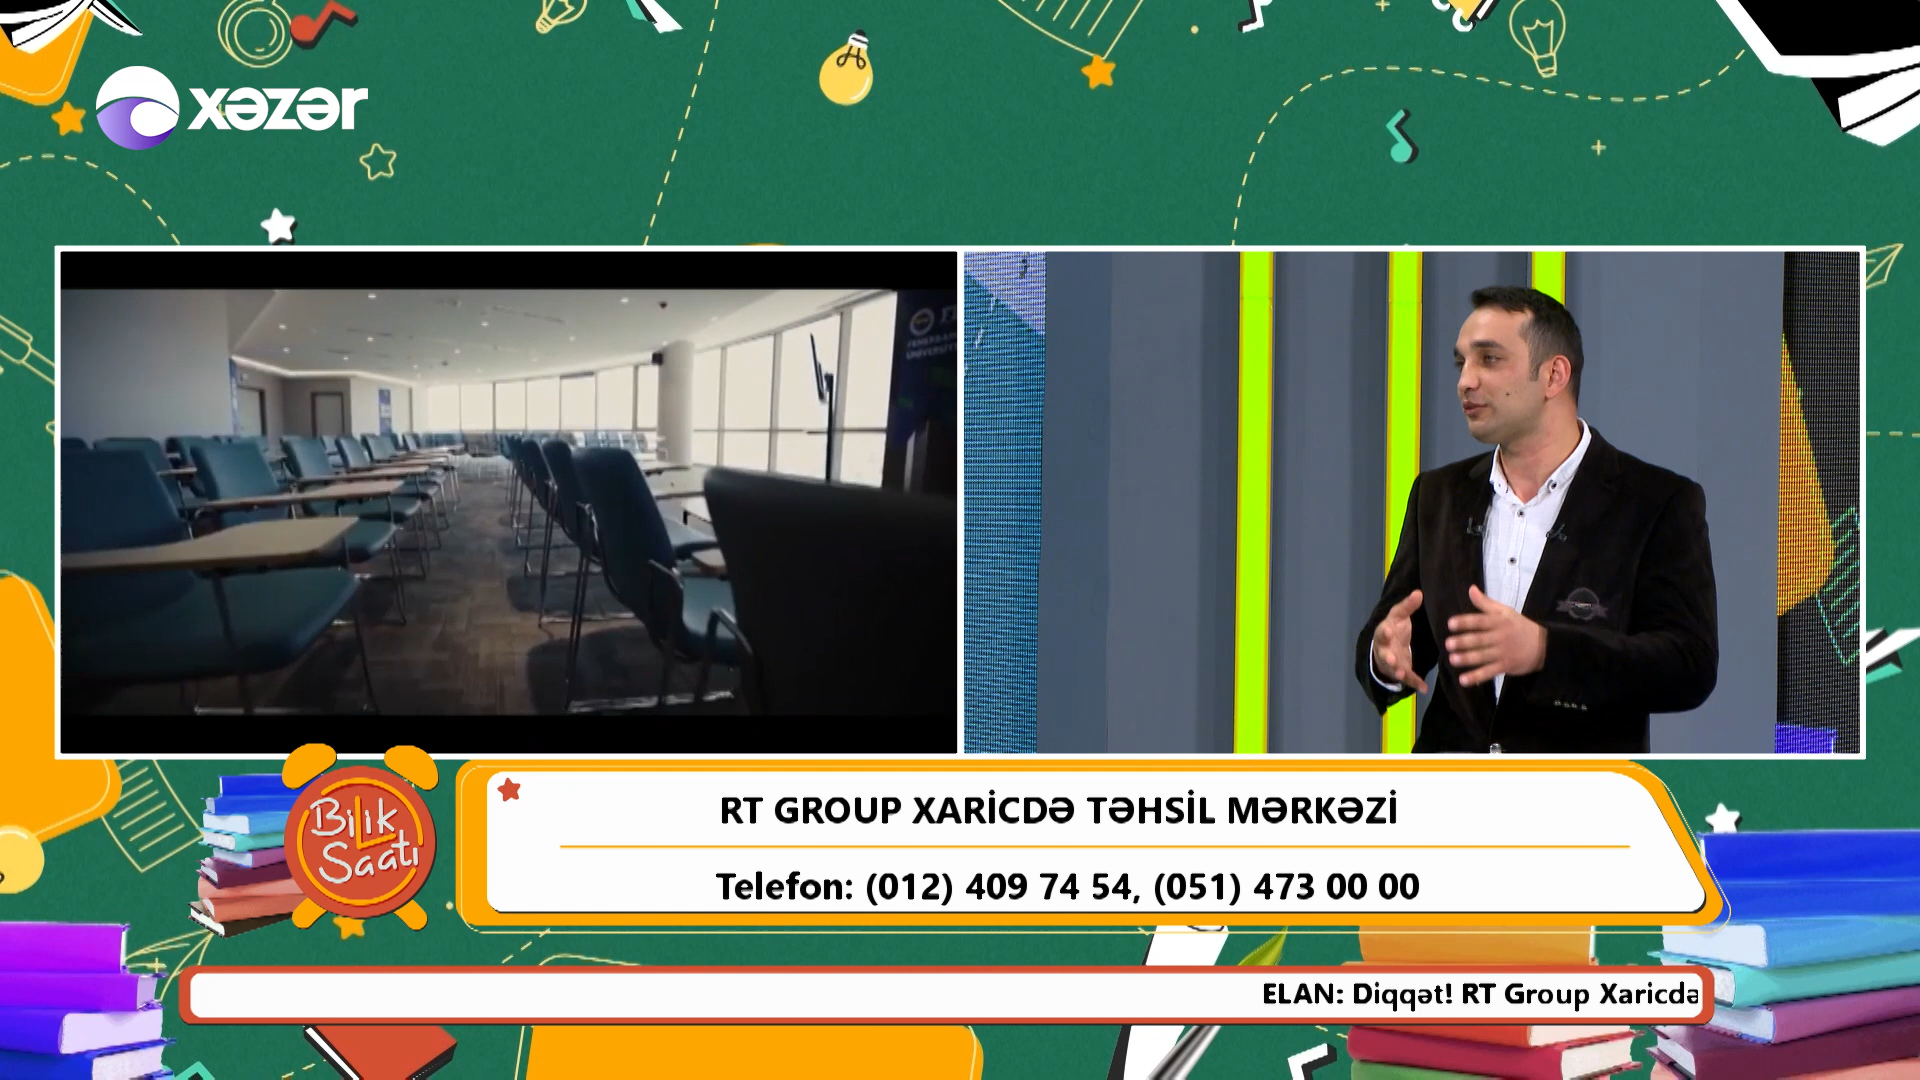 xəzər
Bilik
Saatı
RT GROUP XARİCDƏ TƏHSİL MƏRKƏZİ
Telefon: (012) 409 74 54, (051) 473 00 00
ELAN: Diqqət! RT Group Xaricdə